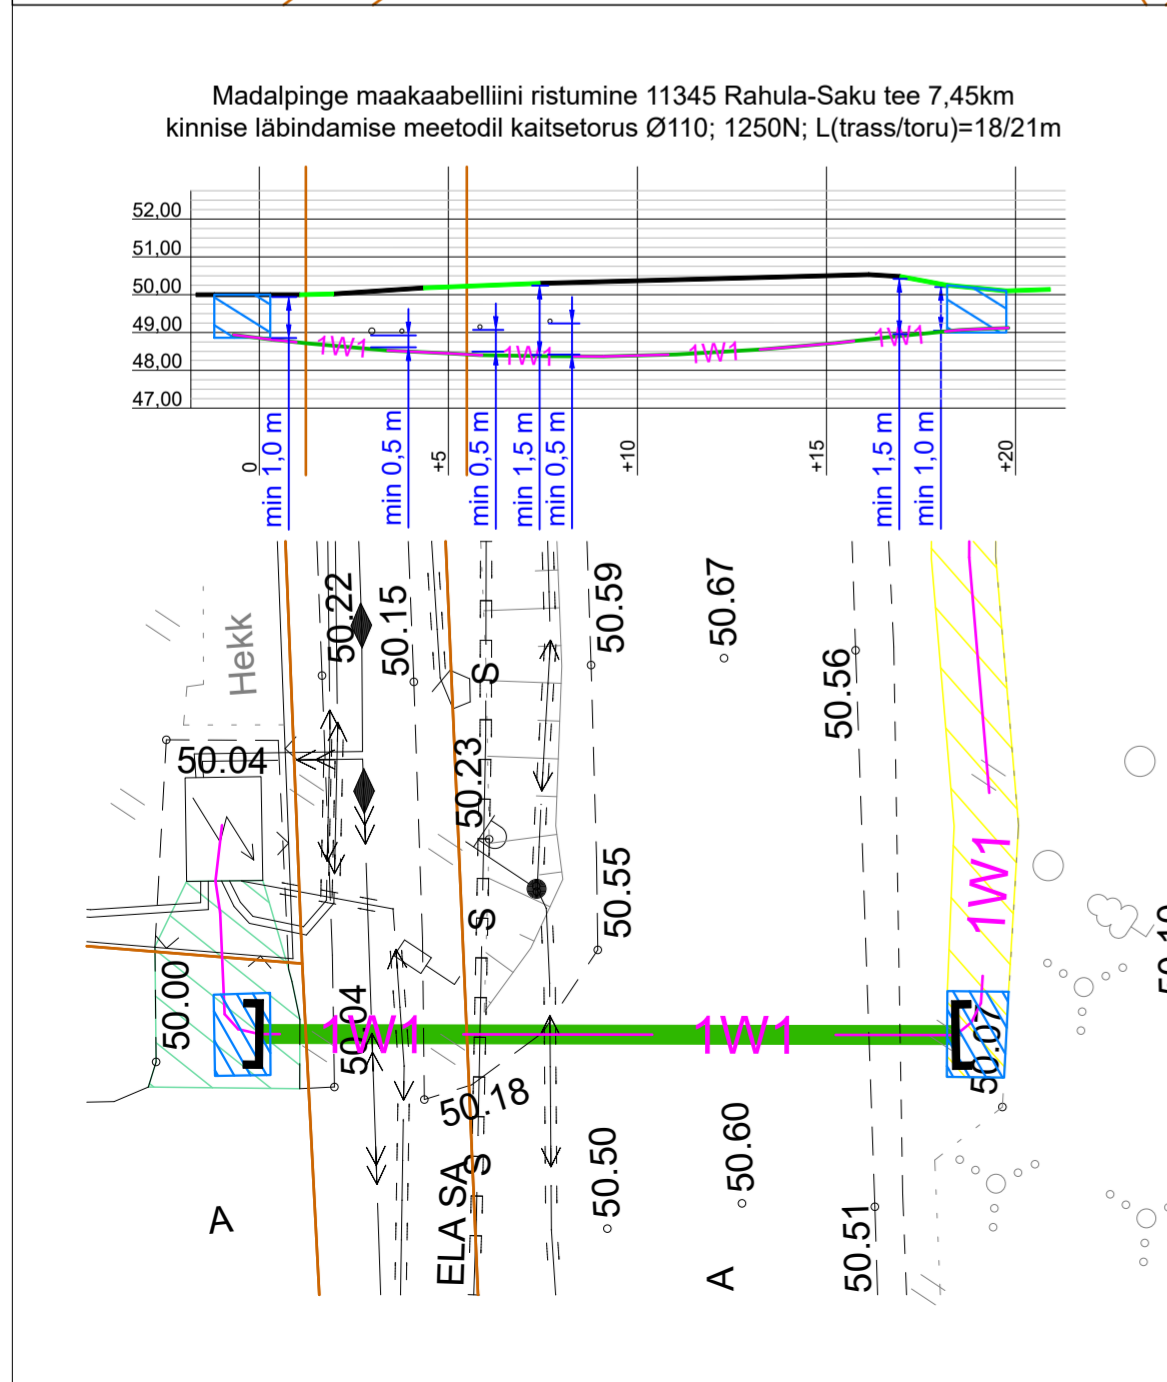 Madalpinge maakaabelliini ristumine 11345 Rahula-Saku tee 7,45km
kinnise läbindamise meetodil kaitsetorus Ø110; 1250N; L(trass/toru)=18/21m
52,00
51,00
50,00
49,00
48,00
47,00
1W1
1W1
1W1
1W1
0
min 1,0 m
min 0,5 m
+5
min 0,5 m
min 1,5 m
min 0,5 m
+10
+15
min 1,5 m
min 1,0 m
+20
Hekk
50.22
50.15
50.59
50.67
50.56
S
50.04
50.23
50.55
1W1
S
50.00
50.04
1W1
1W1
50.07
50.18
S
ELA SA
50.50
50.60
50.51
A
A